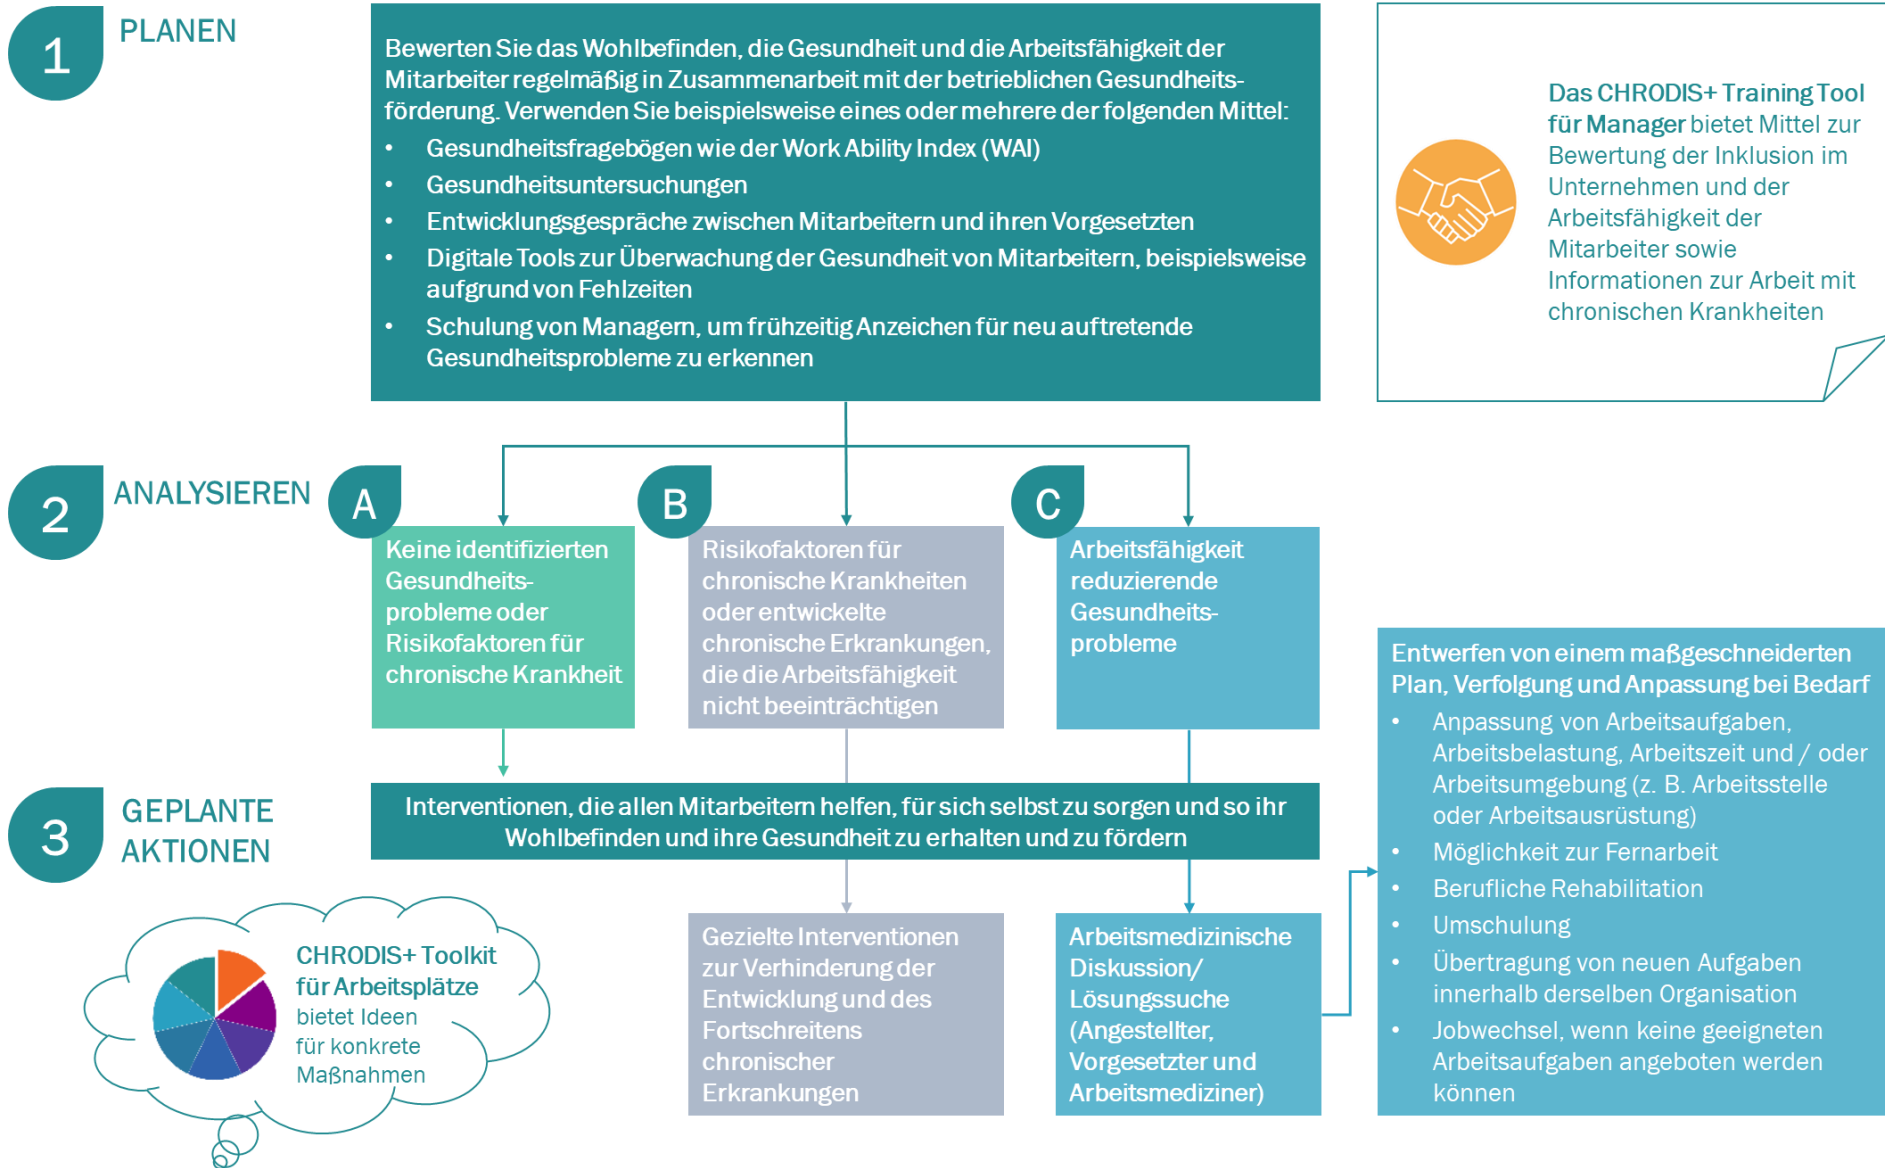 1
PLANEN
Bewerten Sie das Wohlbefinden, die Gesundheit und die Arbeitsfähigkeit der
Mitarbeiter regelmäßig in Zusammenarbeit mit der betrieblichen Gesundheits-
förderung. Verwenden Sie beispielsweise eines oder mehrere der folgenden Mittel:
• Gesundheitsfragebögen wie der Work Ability Index (WAI)
• Gesundheitsuntersuchungen
• Entwicklungsgespräche zwischen Mitarbeitern und ihren Vorgesetzten
• Digitale Tools zur Überwachung der Gesundheit von Mitarbeitern, beispielsweise
aufgrund von Fehlzeiten
• Schulung von Managern, um frühzeitig Anzeichen für neu auftretende
Gesundheitsprobleme zu erkennen
Das CHRODIS+ Training Tool
für Manager bietet Mittel zur
Bewertung der Inklusion im
Unternehmen und der
Arbeitsfähigkeit der
Mitarbeiter sowie
Informationen zur Arbeit mit
chronischen Krankheiten
2
ANALYSIEREN
A
Keine identifizierten
Gesundheits-
probleme oder
Risikofaktoren für
chronische Krankheit
B
Risikofaktoren für
chronische Krankheiten
oder entwickelte
chronische Erkrankungen,
die die Arbeitsfähigkeit
nicht beeinträchtigen
C
Arbeitsfähigkeit
reduzierende
Gesundheits-
probleme
3
GEPLANTE
AKTIONEN
Interventionen, die allen Mitarbeitern helfen, für sich selbst zu sorgen und so ihr
Wohlbefinden und ihre Gesundheit zu erhalten und zu fördern
CHRODIS+ Toolkit
für Arbeitsplätze
bietet Ideen
für konkrete
Maßnahmen
Gezielte Interventionen
zur Verhinderung der
Entwicklung und des
Fortschreitens
chronischer
Erkrankungen
Arbeitsmedizinische
Diskussion/
Lösungssuche
(Angestellter,
Vorgesetzter und
Arbeitsmediziner)
Entwerfen von einem maßgeschneiderten
Plan, Verfolgung und Anpassung bei Bedarf
• Anpassung von Arbeitsaufgaben,
Arbeitsbelastung, Arbeitszeit und / oder
Arbeitsumgebung (z. B. Arbeitsstelle
oder Arbeitsausrüstung)
• Möglichkeit zur Fernarbeit
• Berufliche Rehabilitation
• Umschulung
• Übertragung von neuen Aufgaben
innerhalb derselben Organisation
• Jobwechsel, wenn keine geeigneten
Arbeitsaufgaben angeboten werden
können